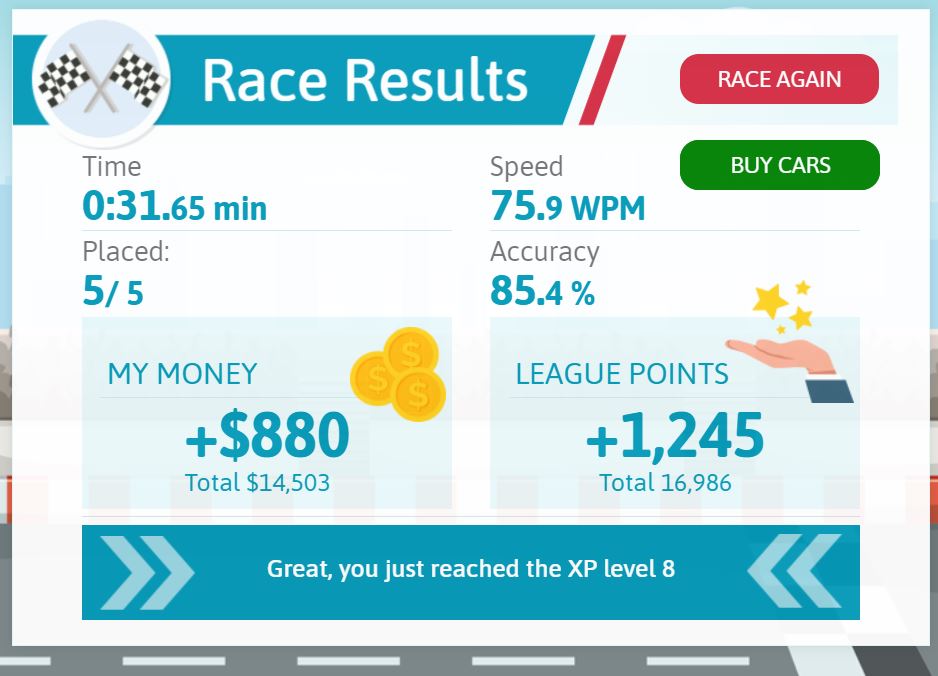 Race Results
RACE AGAIN
BUY CARS
Time
0:31.65 min
Speed
75.9 WPM
Placed:
5/ 5
Accuracy
85.4 %
MY MONEY
$
$
$
+$880
Total $14,503
LEAGUE POINTS
+1,245
Total 16,986
Great, you just reached the XP level 8